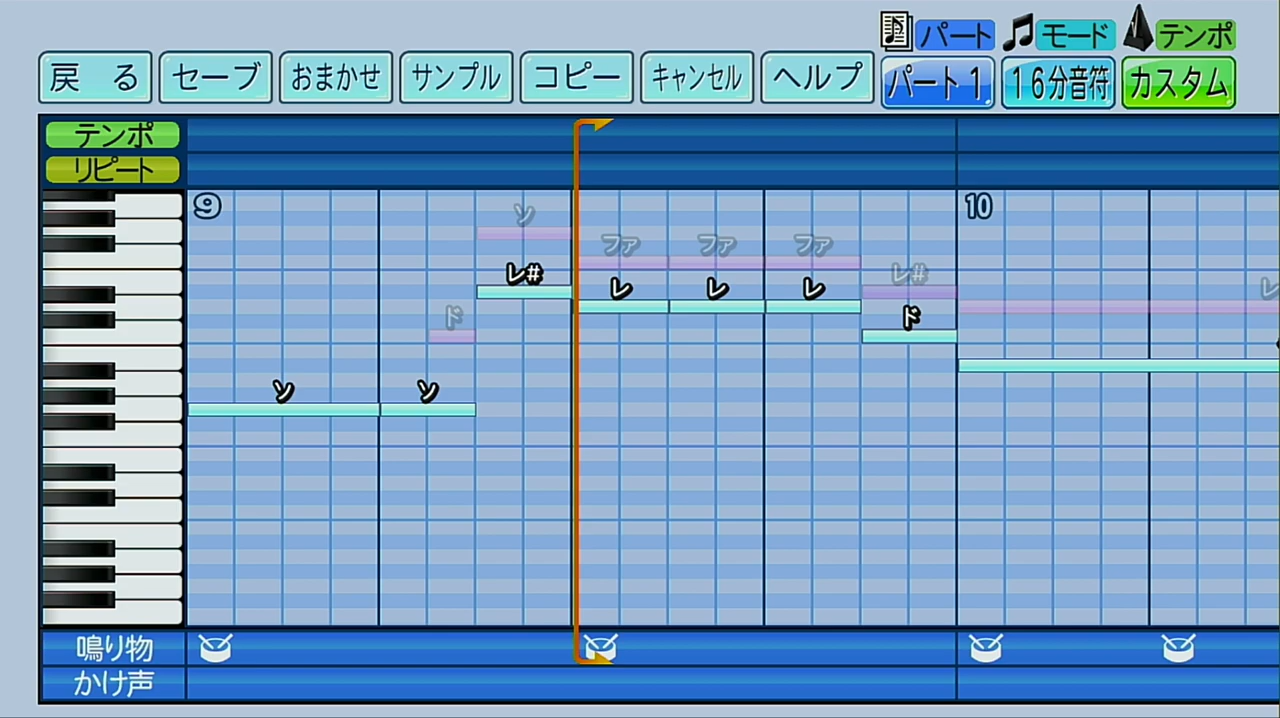 パート モード テンポ
戻る セーブ おまかせ サンプル コピー キャンセル ヘルプ パート1 16分音符 カスタム
テンポ
リピート
9 10
ソ
ファ ファ ファ
レ# レ#
レ レ レ レ
ド ド
ソ ソ
鳴り物
かけ声